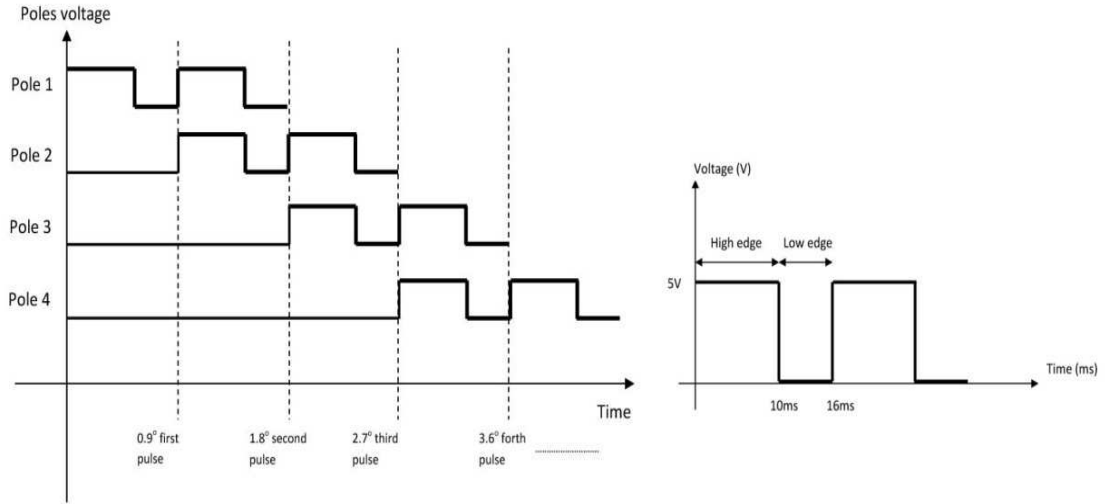 Poles voltage
Pole 1
Pole 2
Pole 3
Pole 4
Time
0.9° first
pulse
1.8° second
pulse
2.7° third
pulse
3.6° forth
pulse
Voltage (V)
High edge
Low edge
5V
10ms
16ms
Time (ms)